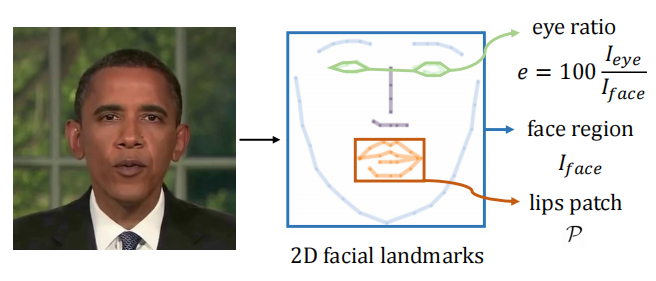 eye ratio
e = 100 I_eye / I_face
face region
I_face
lips patch
𝒫
2D facial landmarks